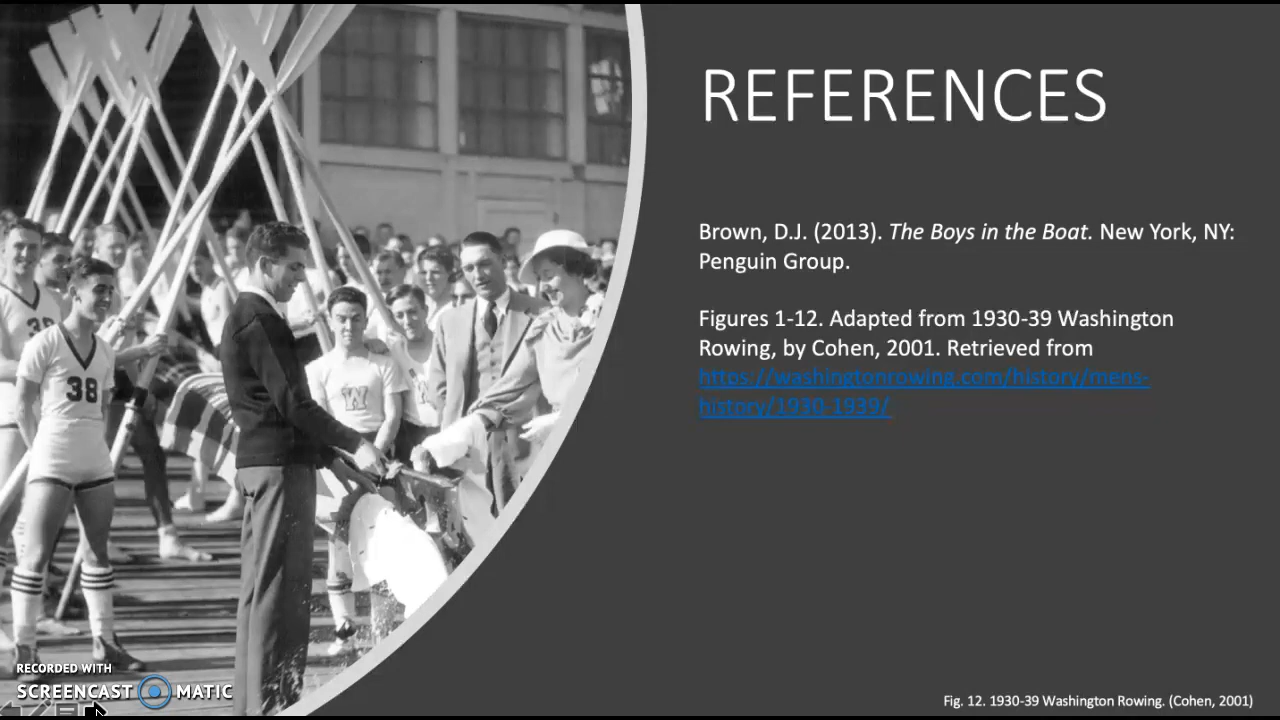 REFERENCES
Brown, D.J. (2013). The Boys in the Boat. New York, NY:
Penguin Group.
Figures 1-12. Adapted from 1930-39 Washington
Rowing, by Cohen, 2001. Retrieved from
https://washingtonrowing.com/history/mens-
history/1930-1939/
38
38
W
RECORDED WITH
SCREENCAST MATIC
Fig. 12. 1930-39 Washington Rowing. (Cohen, 2001)